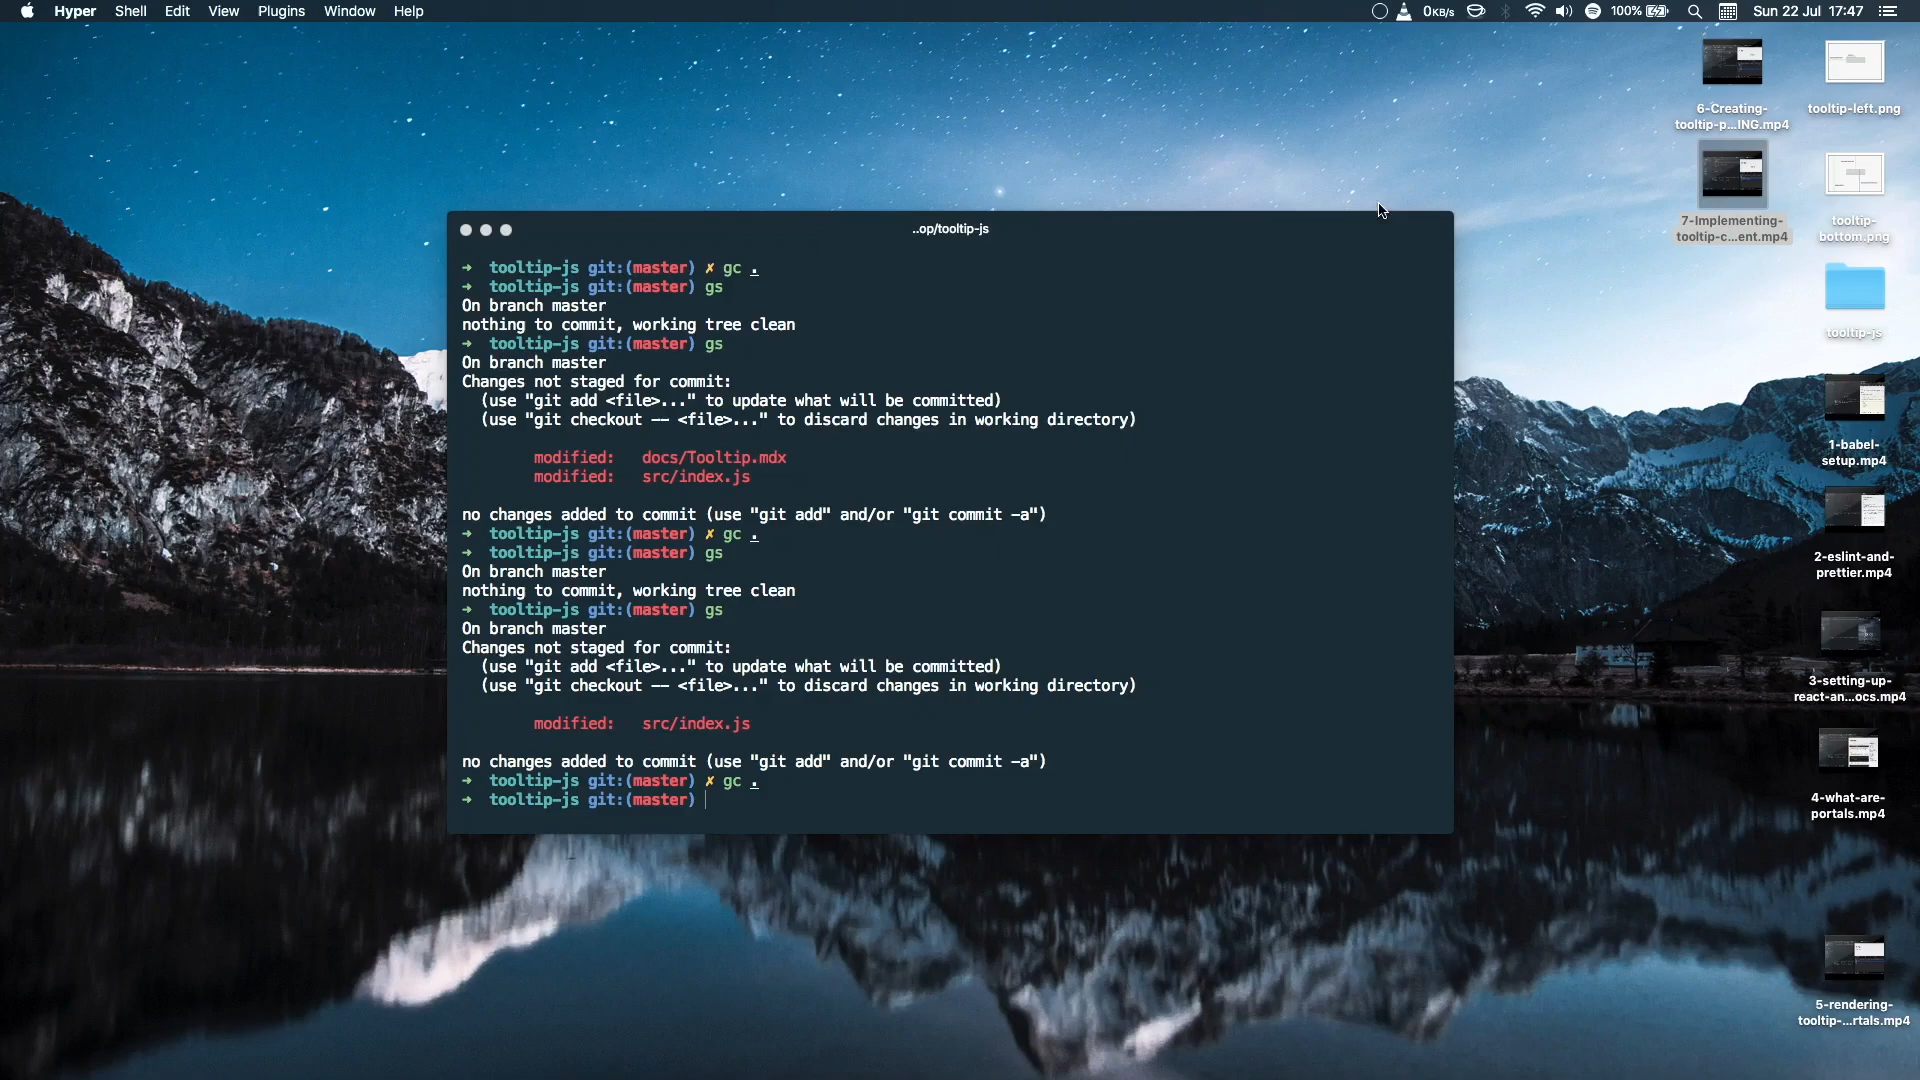 Hyper Shell Edit View Plugins Window Help
0KB/s 100% Sun 22 Jul 17:47
..op/tooltip-js
➜ tooltip-js git:(master) ✗ gc .
➜ tooltip-js git:(master) gs
On branch master
nothing to commit, working tree clean
➜ tooltip-js git:(master) gs
On branch master
Changes not staged for commit:
(use "git add <file>..." to update what will be committed)
(use "git checkout -- <file>..." to discard changes in working directory)
modified: docs/Tooltip.mdx
modified: src/index.js
no changes added to commit (use "git add" and/or "git commit -a")
➜ tooltip-js git:(master) ✗ gc .
➜ tooltip-js git:(master) gs
On branch master
nothing to commit, working tree clean
➜ tooltip-js git:(master) gs
On branch master
Changes not staged for commit:
(use "git add <file>..." to update what will be committed)
(use "git checkout -- <file>..." to discard changes in working directory)
modified: src/index.js
no changes added to commit (use "git add" and/or "git commit -a")
➜ tooltip-js git:(master) ✗ gc .
➜ tooltip-js git:(master)
6-Creating-
tooltip-p...ING.mp4
7-Implementing-
tooltip-c...ent.mp4
tooltip-left.png
tooltip-
bottom.png
tooltip-js
1-babel-
setup.mp4
2-eslint-and-
prettier.mp4
3-setting-up-
react-an...ocs.mp4
4-what-are-
portals.mp4
5-rendering-
tooltip-...rtals.mp4